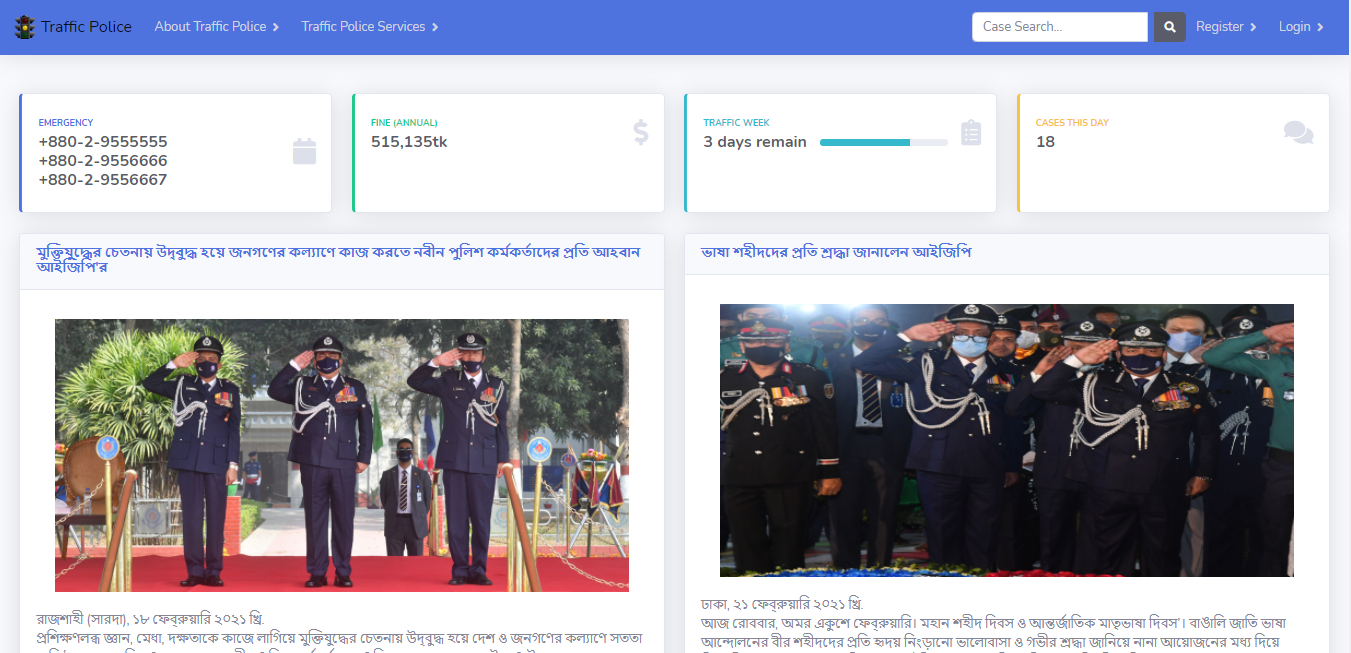 Traffic Police
About Traffic Police
Traffic Police Services
Case Search...
Register
Login
EMERGENCY
+880-2-9555555
+880-2-9556666
+880-2-9556667
FINE (ANNUAL)
515,135tk
TRAFFIC WEEK
3 days remain
CASES THIS DAY
18
মুক্তিযুদ্ধের চেতনায় উদ্বুদ্ধ হয়ে জনগণের কল্যাণে কাজ করতে নবীন পুলিশ কর্মকর্তাদের প্রতি আহবান
আইজিপি'র
রাজশাহী (সারদা), ১৮ ফেব্রুয়ারি ২০২১ খ্রি.
প্রশিক্ষণলব্ধ জ্ঞান, মেধা, দক্ষতাকে কাজে লাগিয়ে মুক্তিযুদ্ধের চেতনায় উদ্বুদ্ধ হয়ে দেশ ও জনগণের কল্যাণে সততা
ভাষা শহীদদের প্রতি শ্রদ্ধা জানালেন আইজিপি
ঢাকা, ২১ ফেব্রুয়ারি ২০২১ খ্রি.
আজ রোববার, অমর একুশে ফেব্রুয়ারি। মহান শহীদ দিবস ও আন্তর্জাতিক মাতৃভাষা দিবস'। বাঙালি জাতি ভাষা
আন্দোলনের বীর শহীদদের প্রতি হৃদয় নিংড়ানো ভালোবাসা ও গভীর শ্রদ্ধা জানিয়ে নানা আয়োজনের মধ্য দিয়ে